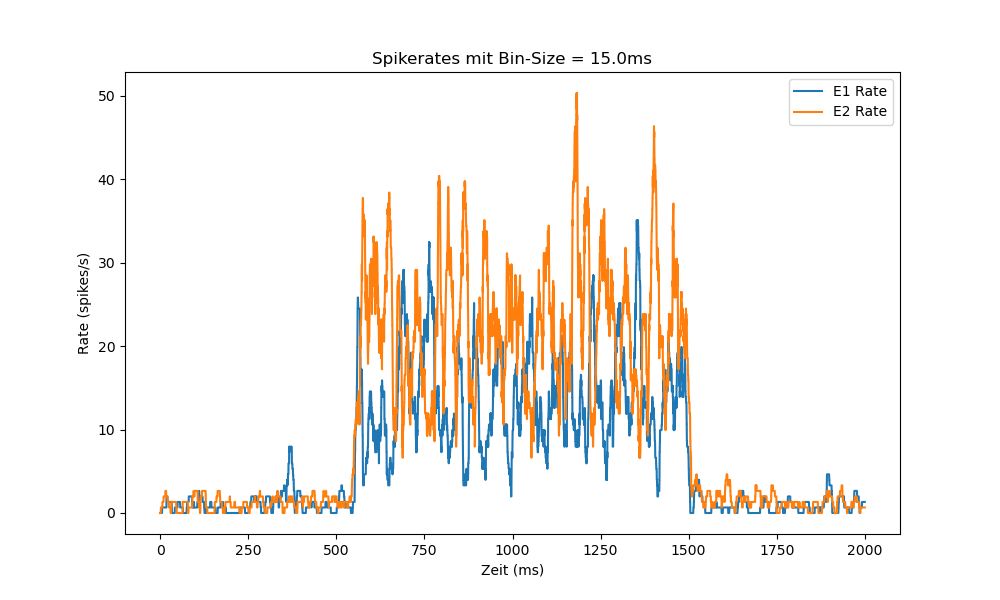 Spikerates mit Bin-Size = 15.0ms
E1 Rate
E2 Rate
50
40
30
20
10
0
Rate (spikes/s)
0 250 500 750 1000 1250 1500 1750 2000
Zeit (ms)